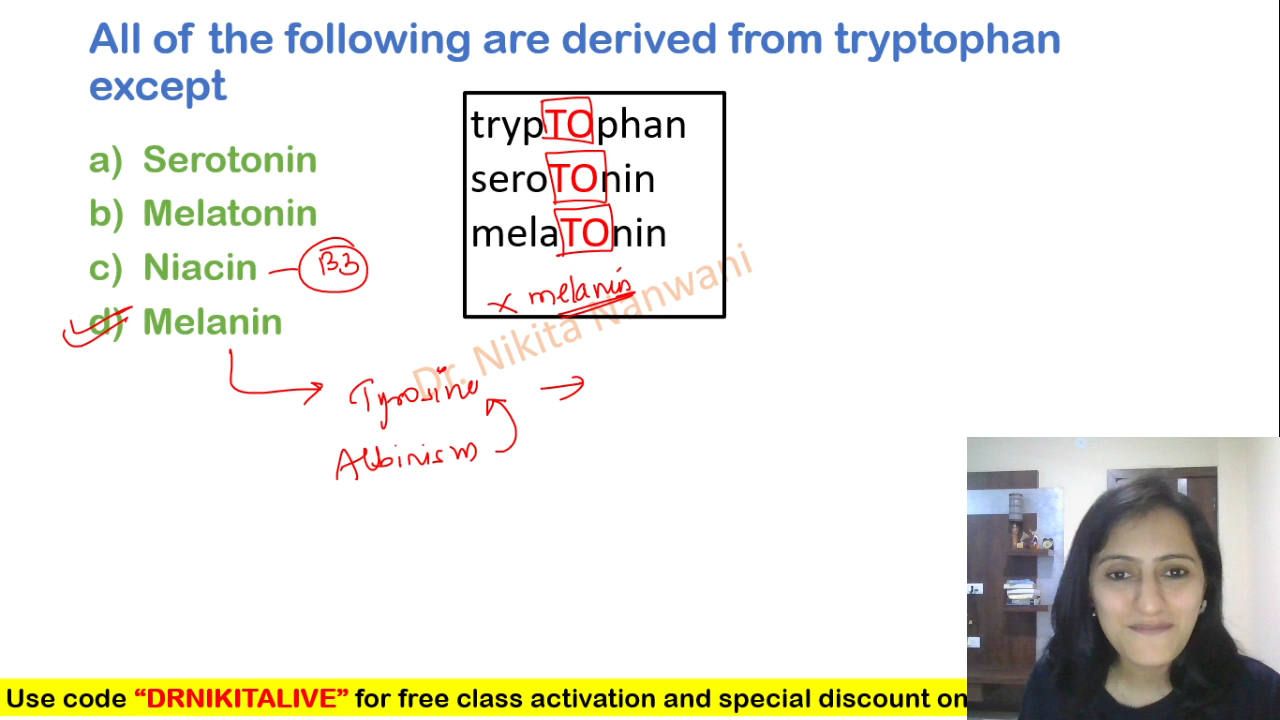 All of the following are derived from tryptophan
except
a) Serotonin
b) Melatonin
c) Niacin
B3
d) Melanin
trypTOphan
seroTOnin
melaTOnin
x melanin
Dr. Nikita Nanwani
Tyrosine
Albinism
Use code “DRNIKITALIVE” for free class activation and special discount on